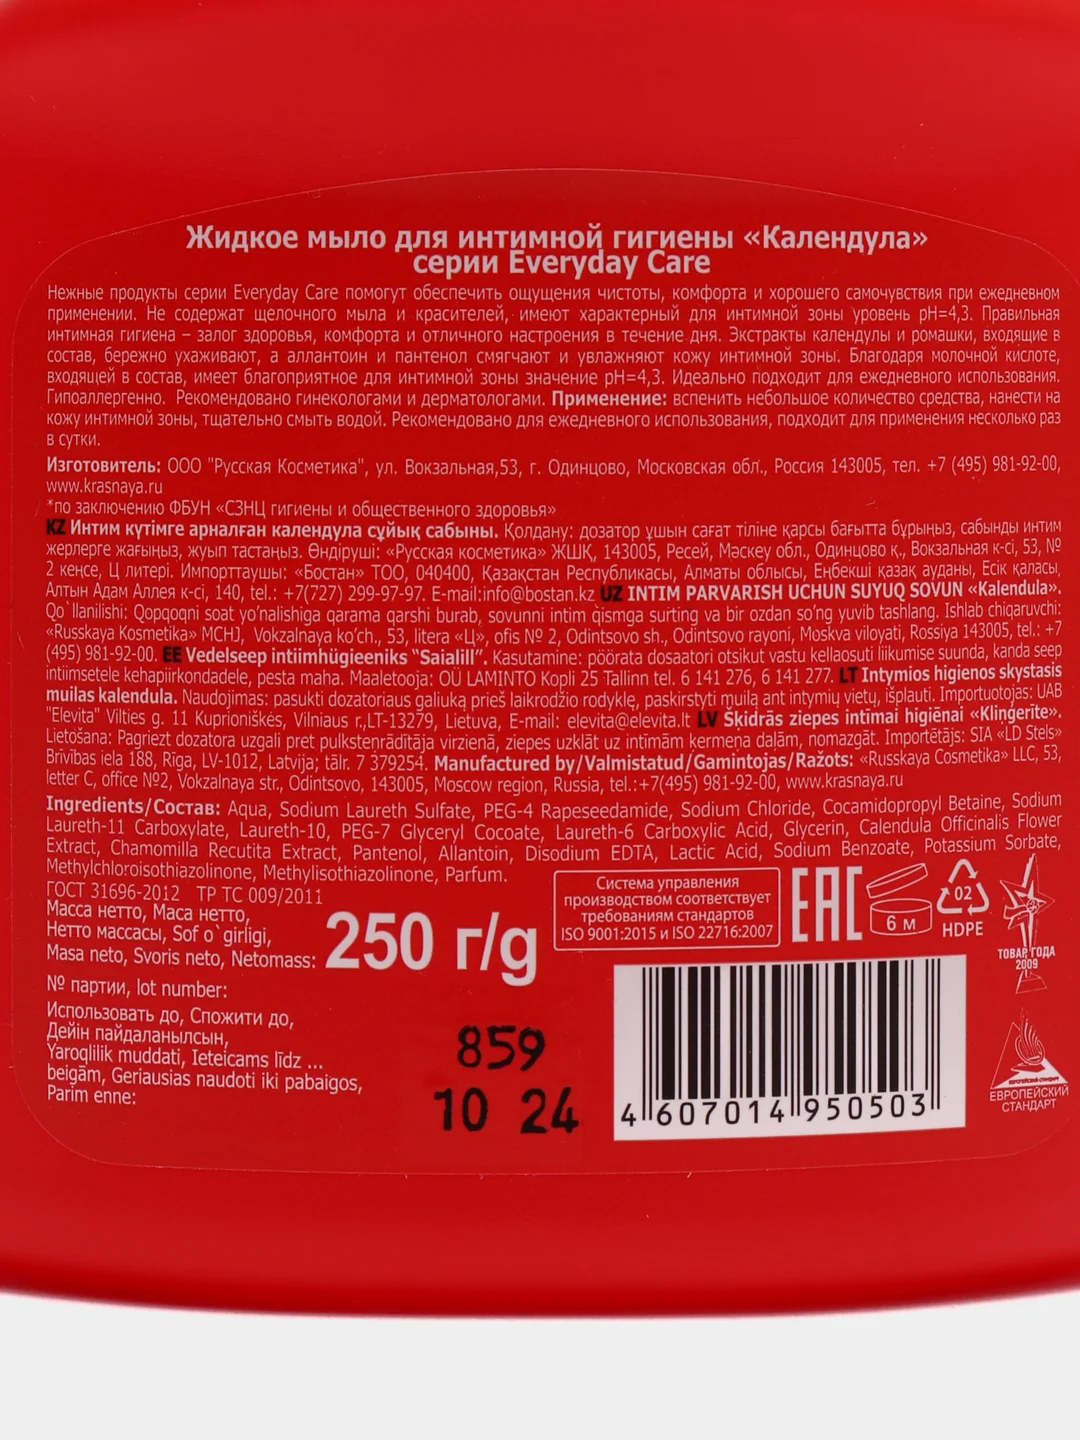 Жидкое мыло для интимной гигиены «Календула»
серии Everyday Care
Нежные продукты серии Everyday Care помогут обеспечить ощущения чистоты, комфорта и хорошего самочувствия при ежедневном
применении. Не содержат щелочного мыла и красителей, имеют характерный для интимной зоны уровень pH=4,3. Правильная
интимная гигиена – залог здоровья, комфорта и отличного настроения в течение дня. Экстракты календулы и ромашки, входящие в
состав, бережно ухаживают, а аллантоин и пантенол смягчают и увлажняют кожу интимной зоны. Благодаря молочной кислоте,
входящей в состав, имеет благоприятное для интимной зоны значение pH=4,3. Идеально подходит для ежедневного использования.
Гипоаллергенно. Рекомендовано гинекологами и дерматологами. Применение: вспенить небольшое количество средства, нанести на
кожу интимной зоны, тщательно смыть водой. Рекомендовано для ежедневного использования, подходит для применения несколько раз
в сутки.
Изготовитель: ООО "Русская Косметика", ул. Вокзальная,53, г. Одинцово, Московская обл., Россия 143005, тел. +7 (495) 981-92-00,
www.krasnaya.ru
*по заключению ФБУН «СЗНЦ гигиены и общественного здоровья»
KZ Интим күтімге арналған календула сұйық сабыны. Қолдану: дозатор ұшын сағат тіліне қарсы бағытта бұрыңыз, сабынды интим
жерлерге жағыңыз, жуып тастаңыз. Өндіруші: «Русская косметика» ЖШҚ, 143005, Ресей, Мәскеу обл., Одинцово қ., Вокзальная к-сі, 53, №
2 кеңсе, Ц литері. Импорттаушы: «Бостан» ТОО, 040400, Қазақстан Республикасы, Алматы облысы, Еңбекші қазақ ауданы, Есік қаласы,
Алтын Адам Аллея к-сі, 140, tel.: +7(727) 299-97-97. E-mail:info@bostan.kz UZ INTIM PARVARISH UCHUN SUYUQ SOVUN «Kalendula».
Qo`llanilishi: Qopqoqni soat yo'nalishiga qarama qarshi burab, sovunni intim qismga surting va bir ozdan so'ng yuvib tashlang. Ishlab chiqaruvchi:
«Russkaya Kosmetika» MCHJ, Vokzalnaya ko'ch., 53, litera «Ц», ofis № 2, Odintsovo sh., Odintsovo rayoni, Moskva viloyati, Rossiya 143005, tel.: +7
(495) 981-92-00. EE Vedelseep intiimhügieeniks "Saialill". Kasutamine: pöörata dosaatori otsikut vastu kellaosuti liikumise suunda, kanda seep
intiimsetele kehapiirkondadele, pesta maha. Maaletooja: OÜ LAMINTO Kopli 25 Tallinn tel. 6 141 276, 6 141 277. LT Intymios higienos skystasis
muilas kalendula. Naudojimas: pasukti dozatoriaus galiuką prieš laikrodžio rodyklę, paskirstyti muilą ant intymių vietų, išplauti. Importuotojas: UAB
"Elevita" Vilties g. 11 Kuprioniškės, Vilniaus r.,LT-13279, Lietuva, E-mail: elevita@elevita.lt LV Šķidrās ziepes intīmai higiēnai «Kliņģerīte».
Lietošana: Pagriezt dozatora uzgali pret pulkstenrādītāja virzienā, ziepes uzklāt uz intīmām ķermeņa daļām, nomazgāt. Importētājs: SIA «LD Stels»
Brīvības iela 188, Rīga, LV-1012, Latvija; tālr. 7 379254. Manufactured by/Valmistatud/Gamintojas/Ražots: «Russkaya Cosmetika» LLC, 53,
letter C, office №2, Vokzalnaya str., Odintsovo, 143005, Moscow region, Russia, tel.:+7(495) 981-92-00, www.krasnaya.ru
Ingredients/Состав: Aqua, Sodium Laureth Sulfate, PEG-4 Rapeseedamide, Sodium Chloride, Cocamidopropyl Betaine, Sodium
Laureth-11 Carboxylate, Laureth-10, PEG-7 Glyceryl Cocoate, Laureth-6 Carboxylic Acid, Glycerin, Calendula Officinalis Flower
Extract, Chamomilla Recutita Extract, Pantenol, Allantoin, Disodium EDTA, Lactic Acid, Sodium Benzoate, Potassium Sorbate,
Methylchloroisothiazolinone, Methylisothiazolinone, Parfum.
ГОСТ 31696-2012 ТР ТС 009/2011
Масса нетто, Маса нетто,
Нетто массасы, Sof o`girligi,
Masa neto, Svoris neto, Netomass:
250 г/g
Система управления
производством соответствует
требованиям стандартов
ISO 9001:2015 и ISO 22716:2007
EAC
6 м
02
HDPE
ТОВАР ГОДА
2009
№ партии, lot number:
Использовать до, Спожити до,
Дейін пайдаланылсын,
Yaroqlilik muddati, Ieteicams līdz ...
beigām, Geriausias naudoti iki pabaigos,
Parim enne:
859
10 24
4 607014 950503
ЕВРОПЕЙСКИЙ СТАНДАРТ
ЕВРОПЕЙСКИЙ
СТАНДАРТ